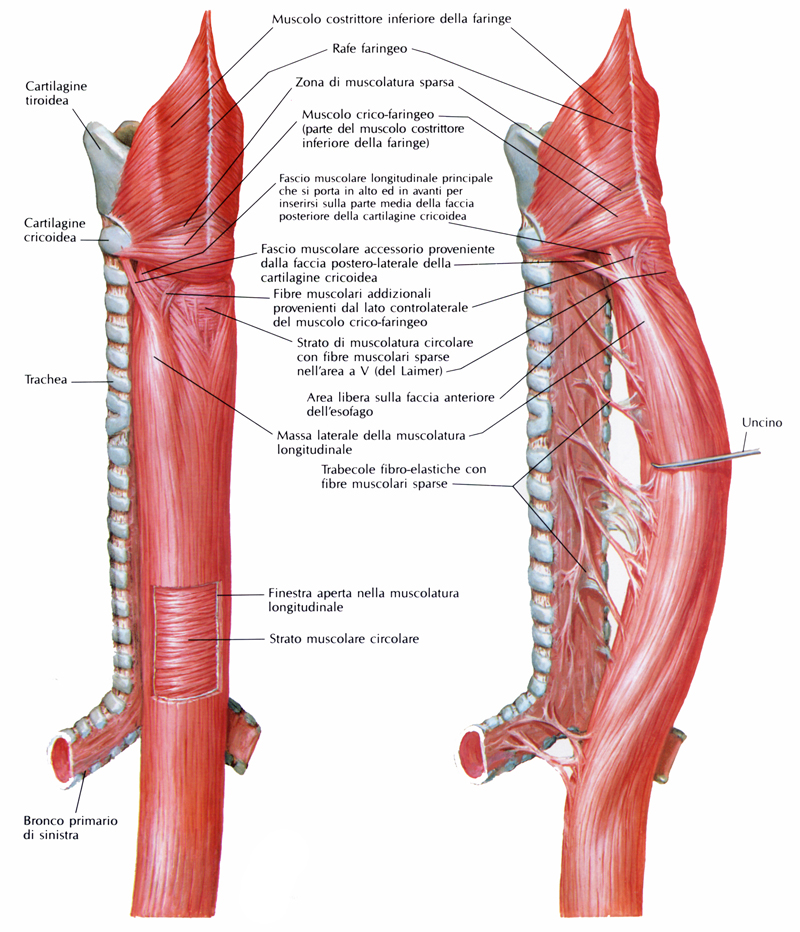 Muscolo costrittore inferiore della faringe
Rafe faringeo
Zona di muscolatura sparsa
Cartilagine
tiroidea
Muscolo crico-faringeo
(parte del muscolo costrittore
inferiore della faringe)
Fascio muscolare longitudinale principale
che si porta in alto ed in avanti per
inserirsi sulla parte media della faccia
posteriore della cartilagine cricoidea
Cartilagine
cricoidea
Fascio muscolare accessorio proveniente
dalla faccia postero-laterale della
cartilagine cricoidea
Fibre muscolari addizionali
provenienti dal lato controlaterale
del muscolo crico-faringeo
Strato di muscolatura circolare
con fibre muscolari sparse
nell'area a V (del Laimer)
Trachea
Area libera sulla faccia anteriore
dell'esofago
Uncino
Massa laterale della muscolatura
longitudinale
Trabecole fibro-elastiche con
fibre muscolari sparse
Finestra aperta nella muscolatura
longitudinale
Strato muscolare circolare
Bronco primario
di sinistra